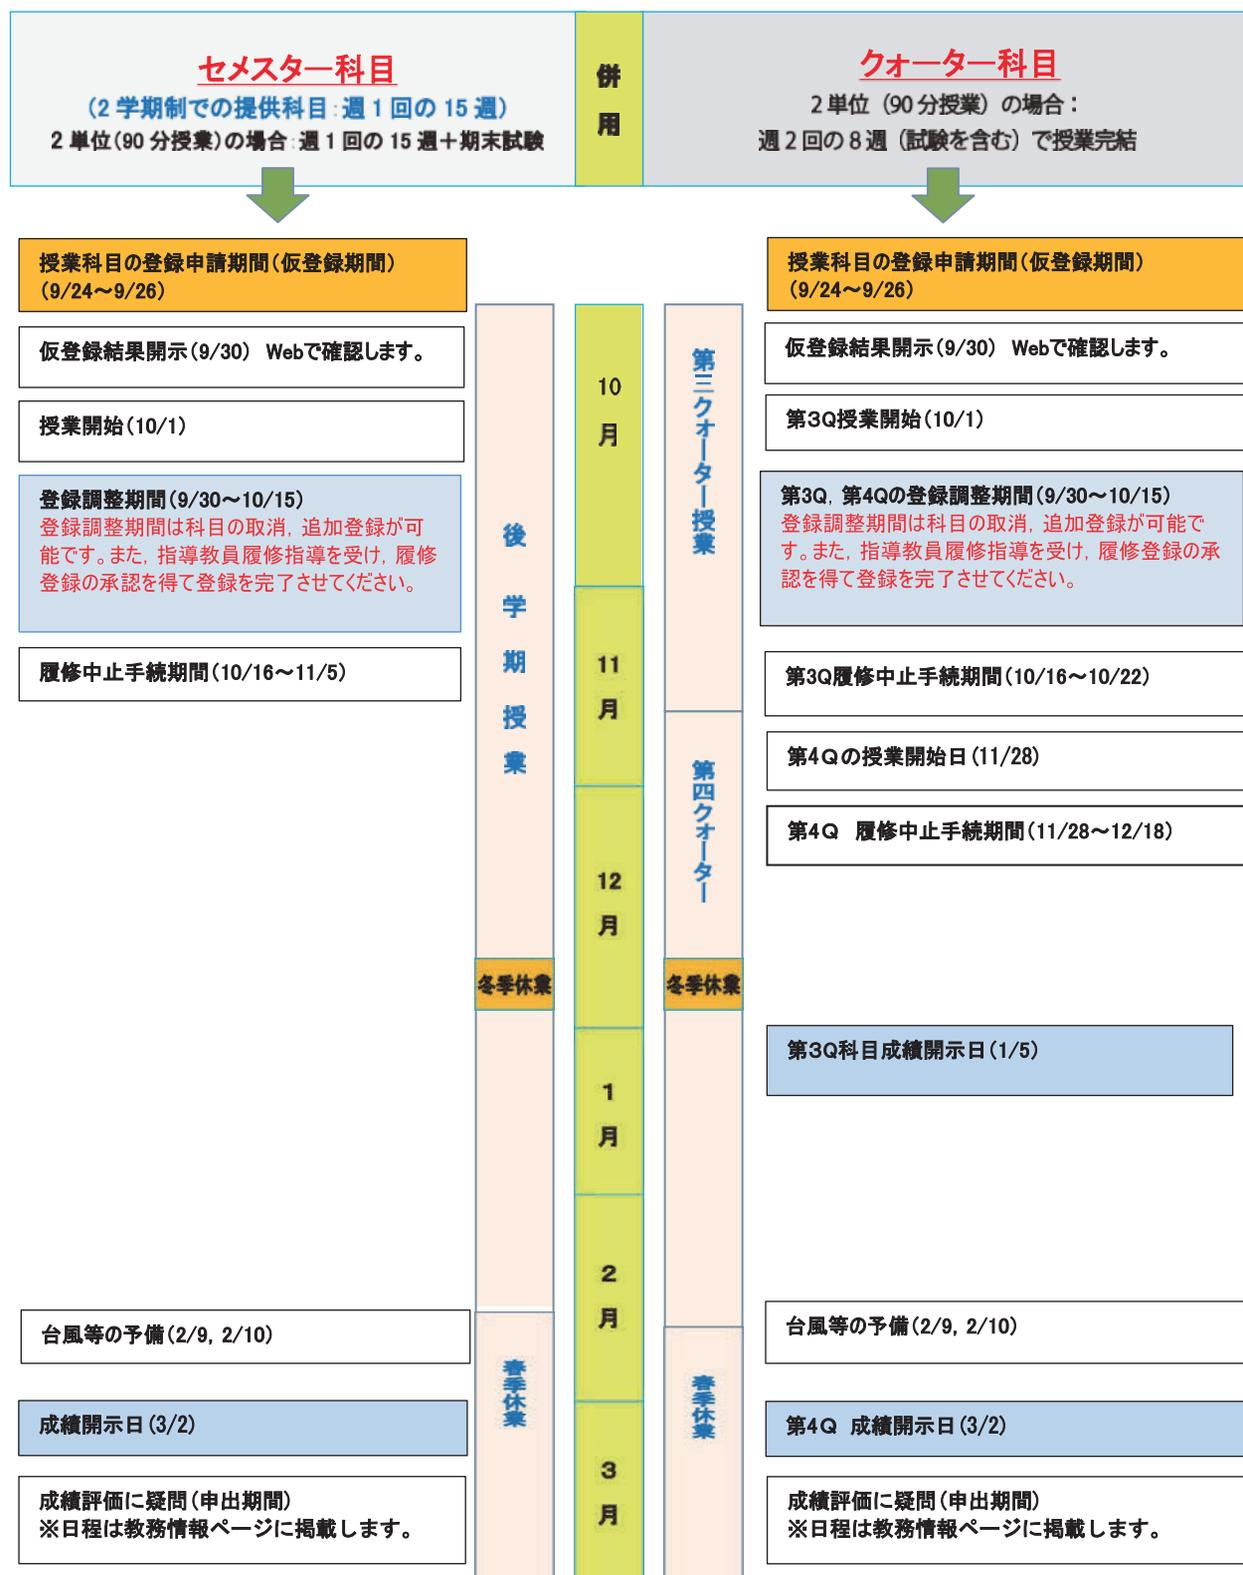 セメスター科目
(2学期制での提供科目:週1回の15週)
2単位(90分授業)の場合:週1回の15週+期末試験
併用
クォーター科目
2単位(90分授業)の場合:
週2回の8週(試験を含む)で授業完結
授業科目の登録申請期間(仮登録期間)
(9/24~9/26)
仮登録結果開示(9/30) Webで確認します。
授業開始(10/1)
登録調整期間(9/30~10/15)
登録調整期間は科目の取消,追加登録が可
能です。また,指導教員履修指導を受け,履修
登録の承認を得て登録を完了させてください。
履修中止手続期間(10/16~11/5)
台風等の予備(2/9, 2/10)
成績開示日(3/2)
成績評価に疑問(申出期間)
※日程は教務情報ページに掲載します。
後学期授業
冬季休業
春季休業
10月
11月
12月
1月
2月
3月
第三クォーター授業
第四クォーター
冬季休業
春季休業
授業科目の登録申請期間(仮登録期間)
(9/24~9/26)
仮登録結果開示(9/30) Webで確認します。
第3Q授業開始(10/1)
第3Q,第4Qの登録調整期間(9/30~10/15)
登録調整期間は科目の取消,追加登録が可能で
す。また,指導教員履修指導を受け,履修登録の承
認を得て登録を完了させてください。
第3Q履修中止手続期間(10/16~10/22)
第4Qの授業開始日(11/28)
第4Q 履修中止手続期間(11/28~12/18)
第3Q科目成績開示日(1/5)
台風等の予備(2/9, 2/10)
第4Q 成績開示日(3/2)
成績評価に疑問(申出期間)
※日程は教務情報ページに掲載します。